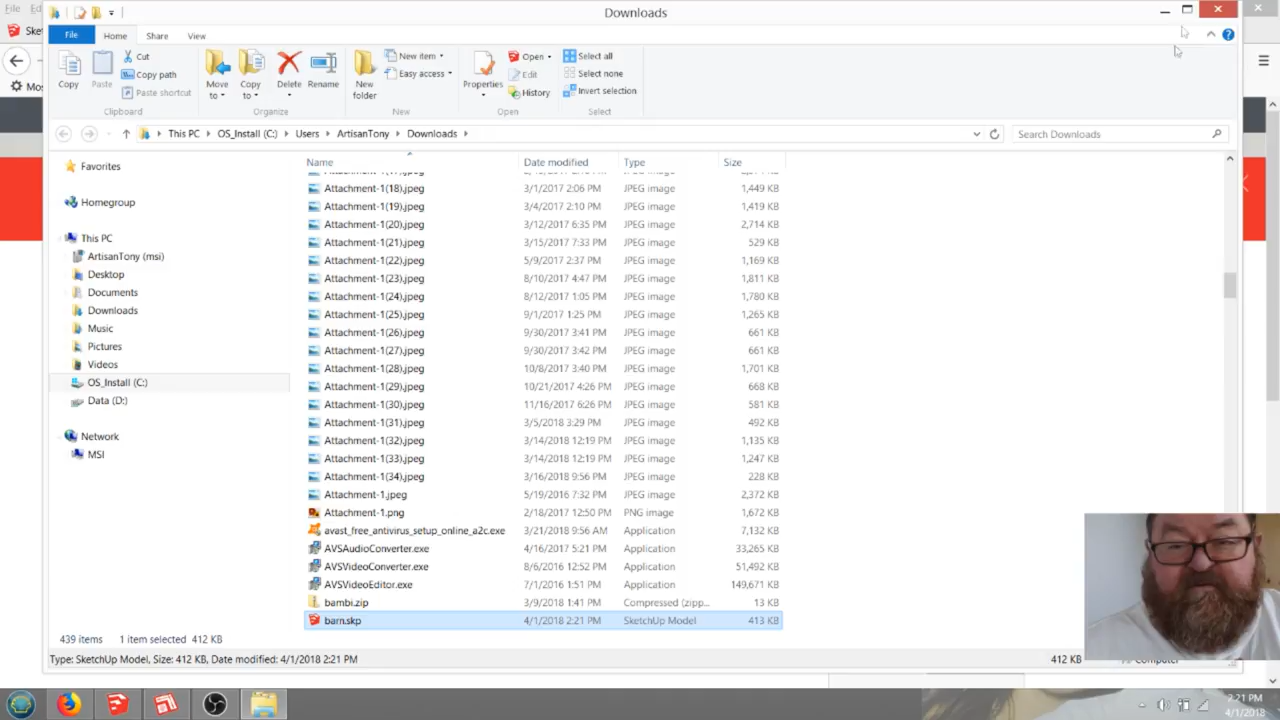 File Ed
Downloads
Ske
Mos
File Home Share View
Copy Paste Cut Copy path Paste shortcut Move to Copy to Delete Rename New folder New item Easy access Properties Open Edit History Select all Select none Invert selection
Clipboard Organize New Open Select
This PC OS_Install (C:) Users ArtisanTony Downloads Search Downloads
Favorites
Homegroup
This PC
ArtisanTony (msi)
Desktop
Documents
Downloads
Music
Pictures
Videos
OS_Install (C:)
Data (D:)
Network
MSI
Name Date modified Type Size
Attachment-1(18).jpeg 3/1/2017 2:06 PM JPEG image 1,449 KB
Attachment-1(19).jpeg 3/4/2017 2:10 PM JPEG image 1,419 KB
Attachment-1(20).jpeg 3/12/2017 6:35 PM JPEG image 2,714 KB
Attachment-1(21).jpeg 3/15/2017 7:33 PM JPEG image 529 KB
Attachment-1(22).jpeg 5/9/2017 2:37 PM JPEG image 1,169 KB
Attachment-1(23).jpeg 8/10/2017 4:47 PM JPEG image 1,811 KB
Attachment-1(24).jpeg 8/12/2017 1:05 PM JPEG image 1,780 KB
Attachment-1(25).jpeg 9/1/2017 1:25 PM JPEG image 1,265 KB
Attachment-1(26).jpeg 9/30/2017 3:41 PM JPEG image 661 KB
Attachment-1(27).jpeg 9/30/2017 3:42 PM JPEG image 661 KB
Attachment-1(28).jpeg 10/8/2017 3:40 PM JPEG image 1,701 KB
Attachment-1(29).jpeg 10/21/2017 4:26 PM JPEG image 668 KB
Attachment-1(30).jpeg 11/16/2017 6:26 PM JPEG image 581 KB
Attachment-1(31).jpeg 3/5/2018 3:29 PM JPEG image 492 KB
Attachment-1(32).jpeg 3/14/2018 12:19 PM JPEG image 1,135 KB
Attachment-1(33).jpeg 3/14/2018 12:19 PM JPEG image 1,247 KB
Attachment-1(34).jpeg 3/16/2018 9:56 PM JPEG image 228 KB
Attachment-1.jpeg 5/19/2016 7:32 PM JPEG image 2,372 KB
Attachment-1.png 2/18/2017 12:50 PM PNG image 1,672 KB
avast_free_antivirus_setup_online_a2c.exe 3/21/2018 9:56 AM Application 7,132 KB
AVSAudioConverter.exe 4/16/2017 5:21 PM Application 33,265 KB
AVSVideoConverter.exe 8/6/2016 12:52 PM Application 51,492 KB
AVSVideoEditor.exe 7/1/2016 1:51 PM Application 149,671 KB
bambi.zip 3/9/2018 1:41 PM Compressed (zipp... 13 KB
barn.skp 4/1/2018 2:21 PM SketchUp Model 413 KB
439 items 1 item selected 412 KB
Type: SketchUp Model, Size: 412 KB, Date modified: 4/1/2018 2:21 PM 412 KB Computer
2:21 PM
4/1/2018